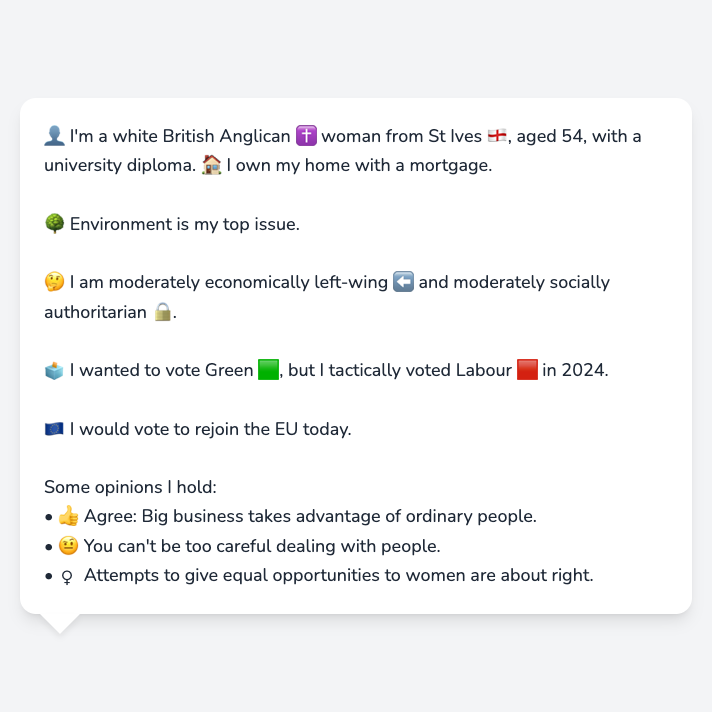 👤 I'm a white British Anglican ✝️ woman from St Ives 🏴󠁧󠁢󠁥󠁮󠁧󠁿, aged 54, with a
university diploma. 🏠 I own my home with a mortgage.
🌳 Environment is my top issue.
🤔 I am moderately economically left-wing ⬅️ and moderately socially
authoritarian 🔒.
🗳️ I wanted to vote Green 🟩, but I tactically voted Labour 🟥 in 2024.
🇪🇺 I would vote to rejoin the EU today.
Some opinions I hold:
• 👍 Agree: Big business takes advantage of ordinary people.
• 🤨 You can't be too careful dealing with people.
• ♀ Attempts to give equal opportunities to women are about right.